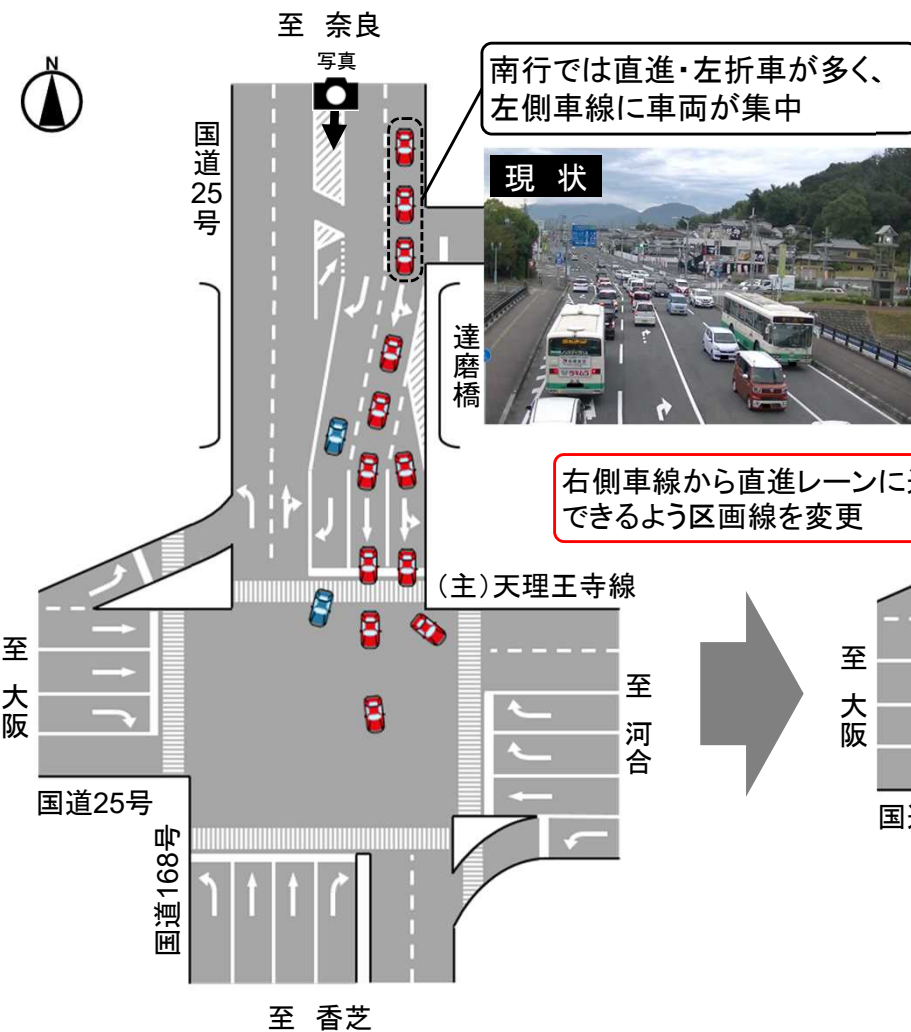 至 奈良
写真
N
南行では直進・左折車が多く、
左側車線に車両が集中
現 状
国道25号
達磨橋
右側車線から直進レーンに
できるよう区画線を変更
(主)天理王寺線
至 大阪
至 河合
至 大阪
国道25号
国道168号
国
至 香芝